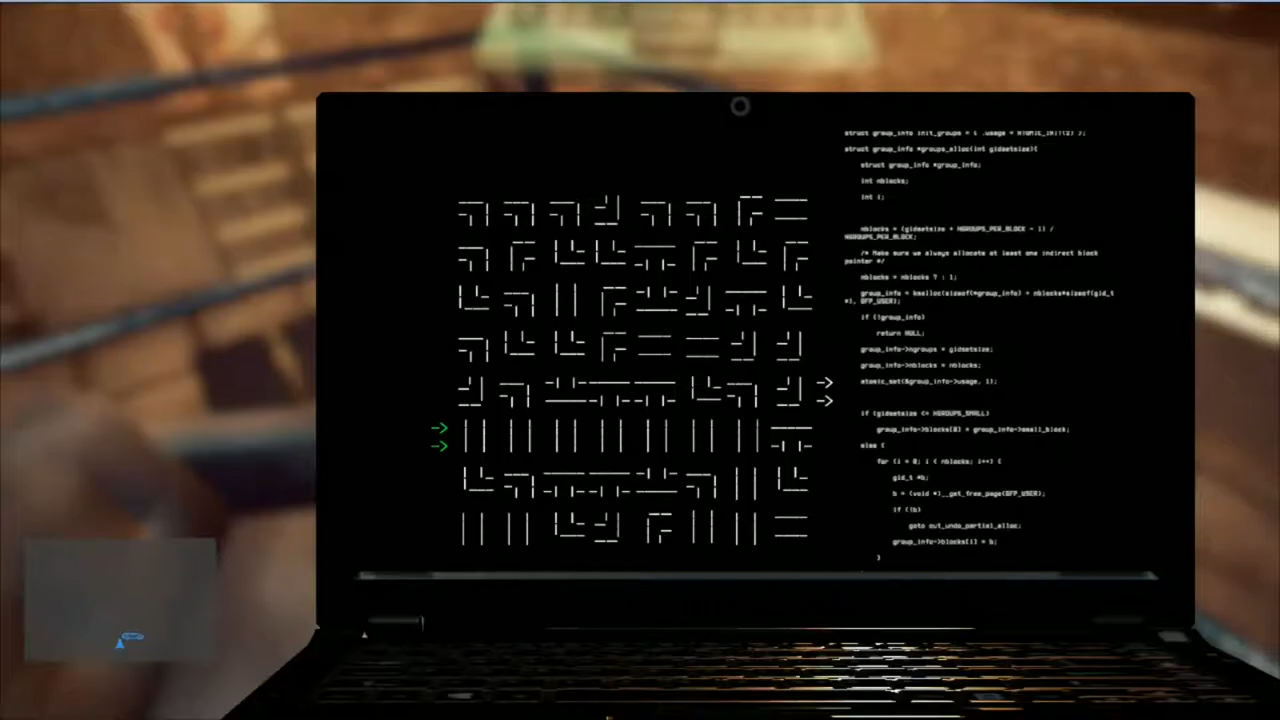 struct group_info init_groups = { .usage = ATOMIC_INIT(2) };
struct group_info *groups_alloc(int gidsetsize){
struct group_info *group_info;
int nblocks;
int i;
nblocks = (gidsetsize + NGROUPS_PER_BLOCK - 1) /
NGROUPS_PER_BLOCK;
/* Make sure we always allocate at least one indirect block
pointer */
nblocks = nblocks ? : 1;
group_info = kmalloc(sizeof(*group_info) + nblocks*sizeof(gid_t
*), GFP_USER);
if (!group_info)
return NULL;
group_info->ngroups = gidsetsize;
group_info->nblocks = nblocks;
atomic_set(&group_info->usage, 1);
if (gidsetsize <= NGROUPS_SMALL)
group_info->blocks[0] = group_info->small_block;
else {
for (i = 0; i < nblocks; i++) {
gid_t *b;
b = (void *)__get_free_page(GFP_USER);
if (!b)
goto out_undo_partial_alloc;
group_info->blocks[i] = b;
}